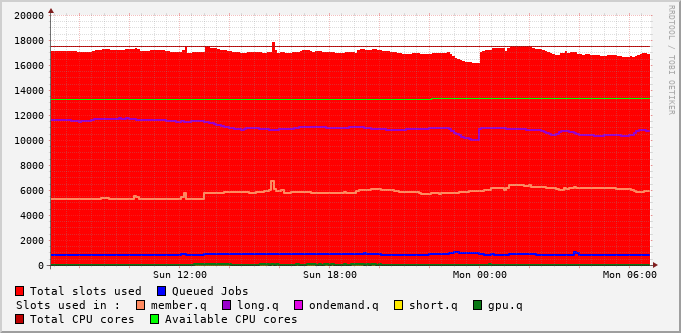 20000
18000
16000
14000
12000
10000
8000
6000
4000
2000
0
Sun 12:00 Sun 18:00 Mon 00:00 Mon 06:00
RRDTOOL / TOBI OETIKER
Total slots used Queued Jobs
Slots used in : member.q long.q ondemand.q short.q gpu.q
Total CPU cores Available CPU cores